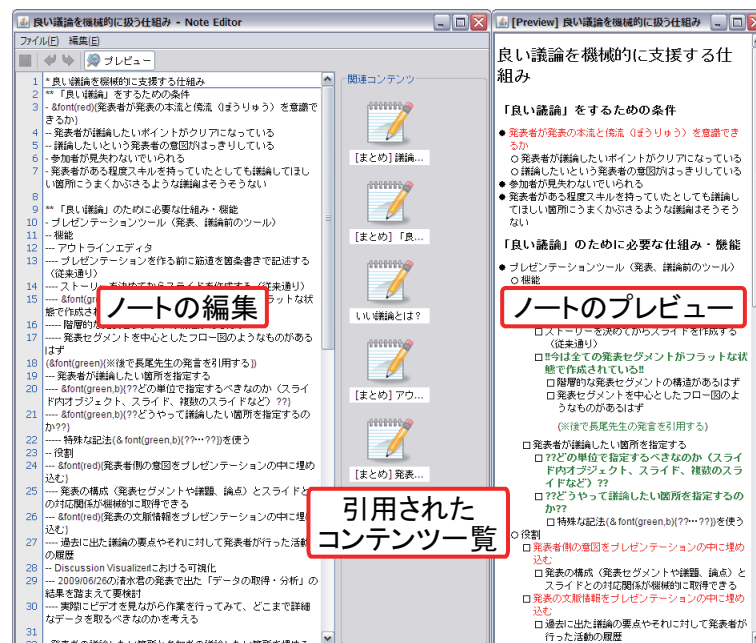 良い議論を機械的に扱う仕組み - Note Editor
ファイル(F) 編集(E)
プレビュー
1 * 良い議論を機械的に支援する仕組み
2 ** 「良い議論」をするための条件
3 - &font(red){発表者が発表の本流と傍流（ぼうりゅう）を意識で
きるか}
4 -- 発表者が議論したいポイントがクリアになっている
5 -- 議論したいという発表者の意図がはっきりしている
6 - 参加者が見失わないでいられる
7 - 発表者がある程度スキルを持っていたとしても議論してほし
い箇所にうまくかぶさるような議論はそうそうない
8
9 ** 「良い議論」のために必要な仕組み・機能
10 - プレゼンテーションツール（発表、議論前のツール）
11 -- 機能
12 --- アウトラインエディタ
13 ---- プレゼンテーションを作る前に筋道を箇条書きで記述する
（従来通り）
14 ---- ストーリーを決めてからスライドを作成する（従来通り）
15 ---- &font(gr
ラットな状
態で作成され
16 ----- 階層的な
17 ----- 発表セグメントを中心としたフロー図のようなものがある
はず
18 (&font(green){※後で長尾先生の発言を引用する})
19 --- 発表者が議論したい箇所を指定する
20 ---- &font(green,b){??どの単位で指定するべきなのか（スライ
ド内オブジェクト、スライド、複数のスライドなど）??}
21 ---- &font(green,b){??どうやって議論したい箇所を指定するの
か??}
22 ----- 特殊な記法(&font(green,b){??…??})を使う
23 -- 役割
24 --- &font(red){発表者側の意図をプレゼンテーションの中に埋め
込む}
25 ---- 発表の構成（発表セグメントや議題、論点）とスライドと
の対応関係が機械的に取得できる
26 --- &font(red){発表の文脈情報をプレゼンテーションの中に埋め
込む}
27 ---- 過去に出た議論の要点やそれに対して発表者が行った活動
の履歴
28 -- Discussion Visualizerにおける可視化
29 --- 2009/06/26の清水君の発表で出た「データの取得・分析」の
結果を踏まえて要検討
30 ---- 実際にビデオを見ながら作業を行ってみて、どこまで詳細
なデータを取るべきなのかを考える
31
ノートの編集
関連コンテンツ
[まとめ] 議論...
[まとめ] 「良...
いい議論とは？
[まとめ] アウ...
[まとめ] 発表...
引用された
コンテンツ一覧
[Preview] 良い議論を機械的に扱う仕組み
良い議論を機械的に支援する仕
組み
「良い議論」をするための条件
発表者が発表の本流と傍流（ぼうりゅう）を意識でき
るか
発表者が議論したいポイントがクリアになっている
議論したいという発表者の意図がはっきりしている
参加者が見失わないでいられる
発表者がある程度スキルを持っていたとしても議論し
てほしい箇所にうまくかぶさるような議論はそうそう
ない
「良い議論」のために必要な仕組み・機能
プレゼンテーションツール（発表、議論前のツール）
機能
ノートのプレビュー
ストーリーを決めてからスライドを作成する
（従来通り）
!!今は全ての発表セグメントがフラットな状
態で作成されている!!
階層的な発表セグメントの構造があるはず
発表セグメントを中心としたフロー図のよ
うなものがあるはず
(※後で長尾先生の発言を引用する)
発表者が議論したい箇所を指定する
??どの単位で指定するべきなのか（スライ
ド内オブジェクト、スライド、複数のスライ
ドなど）??
??どうやって議論したい箇所を指定するの
か??
特殊な記法(&font(green,b){??…??})を使う
役割
発表者側の意図をプレゼンテーションの中に埋め
込む
発表の構成（発表セグメントや議題、論点）と
スライドとの対応関係が機械的に取得できる
発表の文脈情報をプレゼンテーションの中に埋め
込む
過去に出た議論の要点やそれに対して発表者が
行った活動の履歴